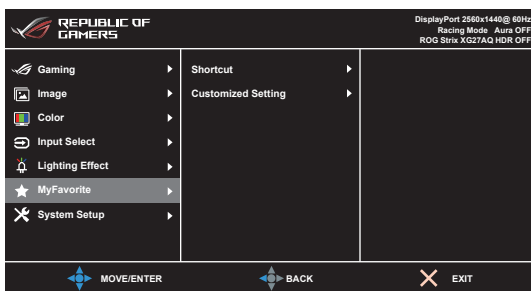 REPUBLIC OF
GAMERS
DisplayPort 2560x1440@ 60Hz
Racing Mode Aura OFF
ROG Strix XG27AQ HDR OFF
Gaming
Image
Color
Input Select
Lighting Effect
MyFavorite
System Setup
Shortcut
Customized Setting
MOVE/ENTER
BACK
EXIT